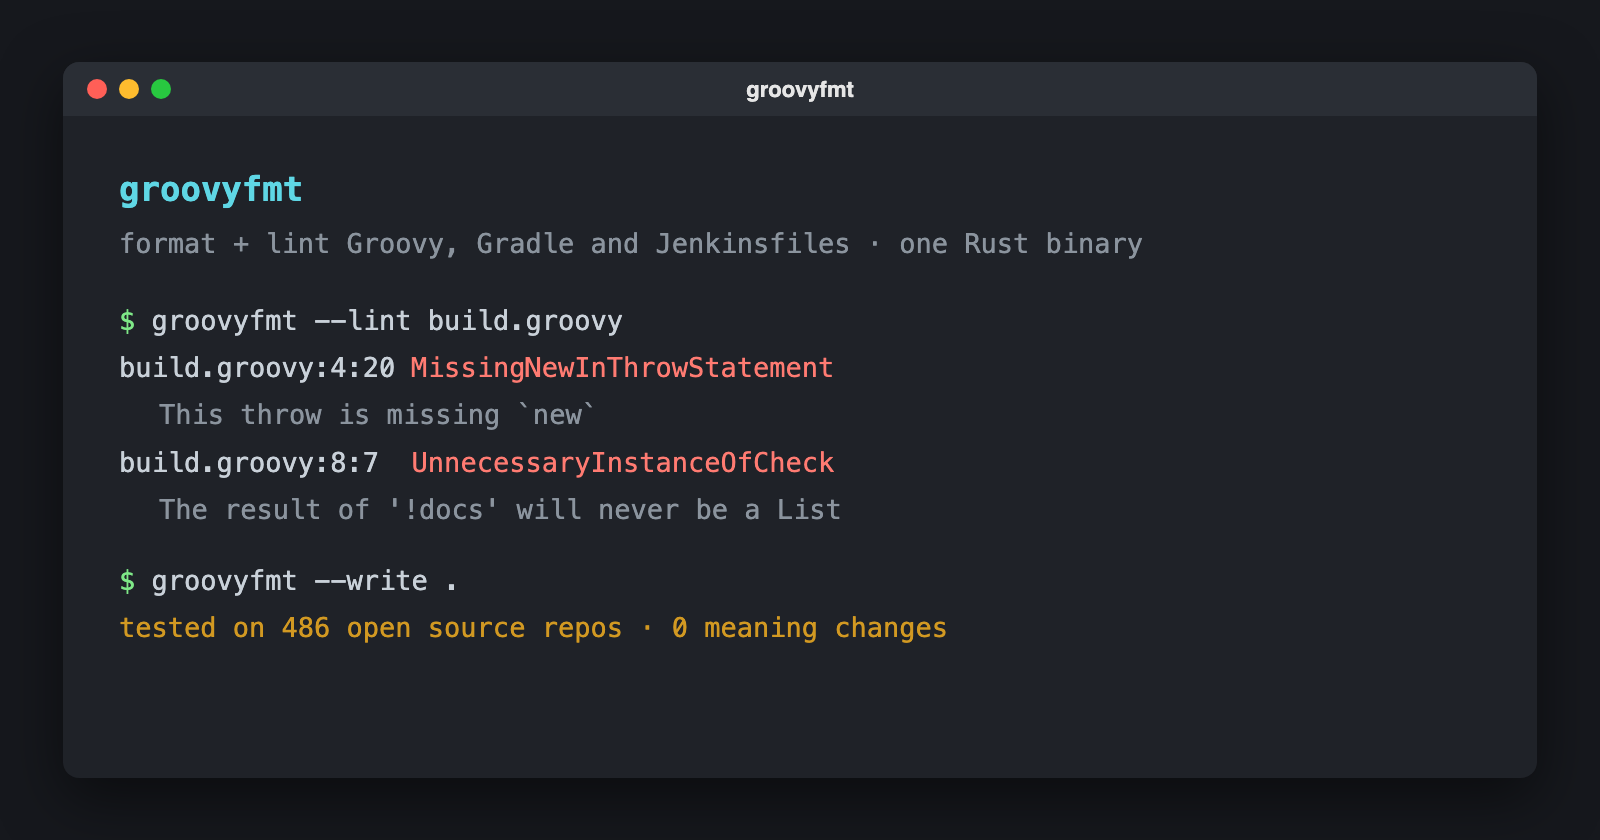 groovyfmt
groovyfmt
format + lint Groovy, Gradle and Jenkinsfiles · one Rust binary
$ groovyfmt --lint build.groovy
build.groovy:4:20 MissingNewInThrowStatement
This throw is missing `new`
build.groovy:8:7  UnnecessaryInstanceOfCheck
The result of '!docs' will never be a List
$ groovyfmt --write .
tested on 486 open source repos · 0 meaning changes